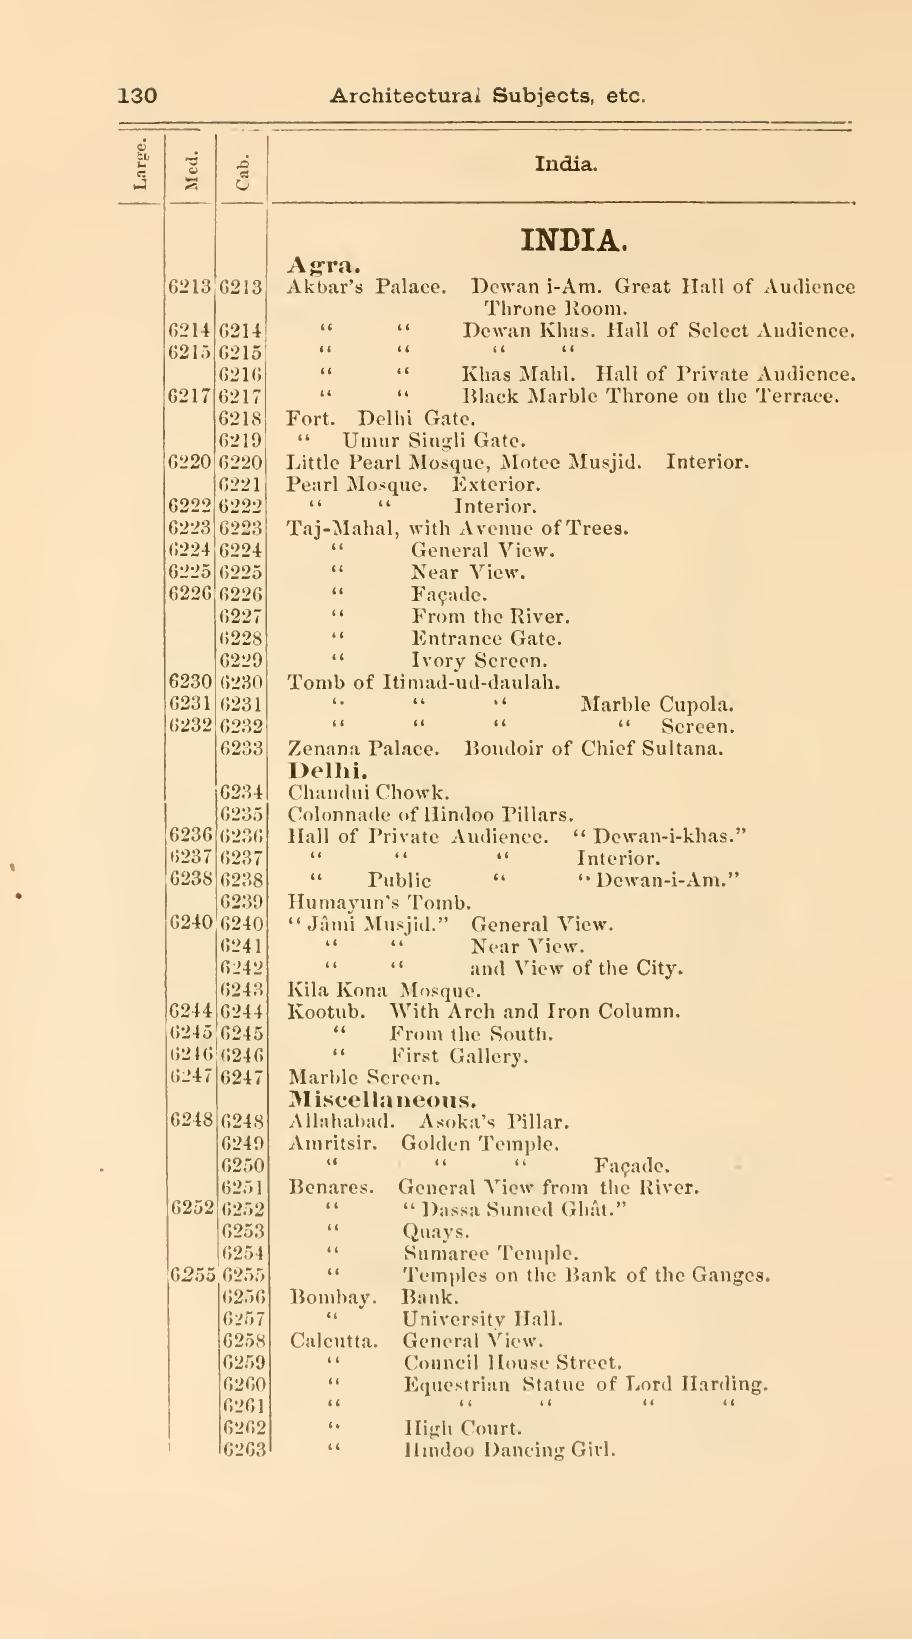 130 Architectural Subjects, etc.
Large. Med. Cab. India.
INDIA.
Agra.
6213 6213 Akbar's Palace. Dewan i-Am. Great Hall of Audience
Throne Room.
6214 6214 “ “ Dewan Khas. Hall of Select Audience.
6215 6215 “ “ “ “
6216 “ “ Khas Mahl. Hall of Private Audience.
6217 6217 “ “ Black Marble Throne on the Terrace.
6218 Fort. Delhi Gate.
6219 “ Umur Singli Gate.
6220 6220 Little Pearl Mosque, Motee Musjid. Interior.
6221 Pearl Mosque. Exterior.
6222 6222 “ “ Interior.
6223 6223 Taj-Mahal, with Avenue of Trees.
6224 6224 “ General View.
6225 6225 “ Near View.
6226 6226 “ Façade.
6227 “ From the River.
6228 “ Entrance Gate.
6229 “ Ivory Screen.
6230 6230 Tomb of Itimad-ud-daulah.
6231 6231 “ “ “ Marble Cupola.
6232 6232 “ “ “ “ Screen.
6233 Zenana Palace. Boudoir of Chief Sultana.
Delhi.
6234 Chandui Chowk.
6235 Colonnade of Hindoo Pillars.
6236 6236 Hall of Private Audience. “Dewan-i-khas.”
6237 6237 “ “ “ Interior.
6238 6238 “ Public “ “Dewan-i-Am.”
6239 Humayun's Tomb.
6240 6240 “Jâmi Musjid.” General View.
6241 “ “ Near View.
6242 “ “ and View of the City.
6243 Kila Kona Mosque.
6244 6244 Kootub. With Arch and Iron Column.
6245 6245 “ From the South.
6246 6246 “ First Gallery.
6247 6247 Marble Screen.
Miscellaneous.
6248 6248 Allahabad. Asoka's Pillar.
6249 Amritsir. Golden Temple.
6250 “ “ “ Façade.
6251 Benares. General View from the River.
6252 6252 “ “Dassa Sumed Ghât.”
6253 “ Quays.
6254 “ Sumaree Temple.
6255 6255 “ Temples on the Bank of the Ganges.
6256 Bombay. Bank.
6257 “ University Hall.
6258 Calcutta. General View.
6259 “ Council House Street.
6260 “ Equestrian Statue of Lord Harding.
6261 “ “ “ “ “
6262 “ High Court.
6263 “ Hindoo Dancing Girl.